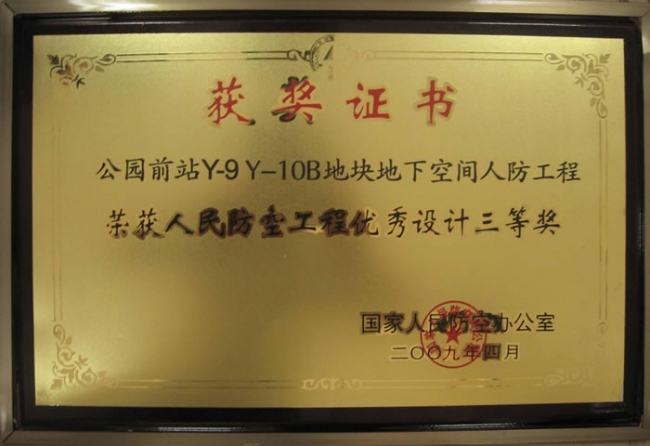 获奖证书
公园前站Y-9 Y-10B地块地下空间人防工程
荣获人民防空工程优秀设计三等奖
国家人民防空办公室
二〇〇九年四月